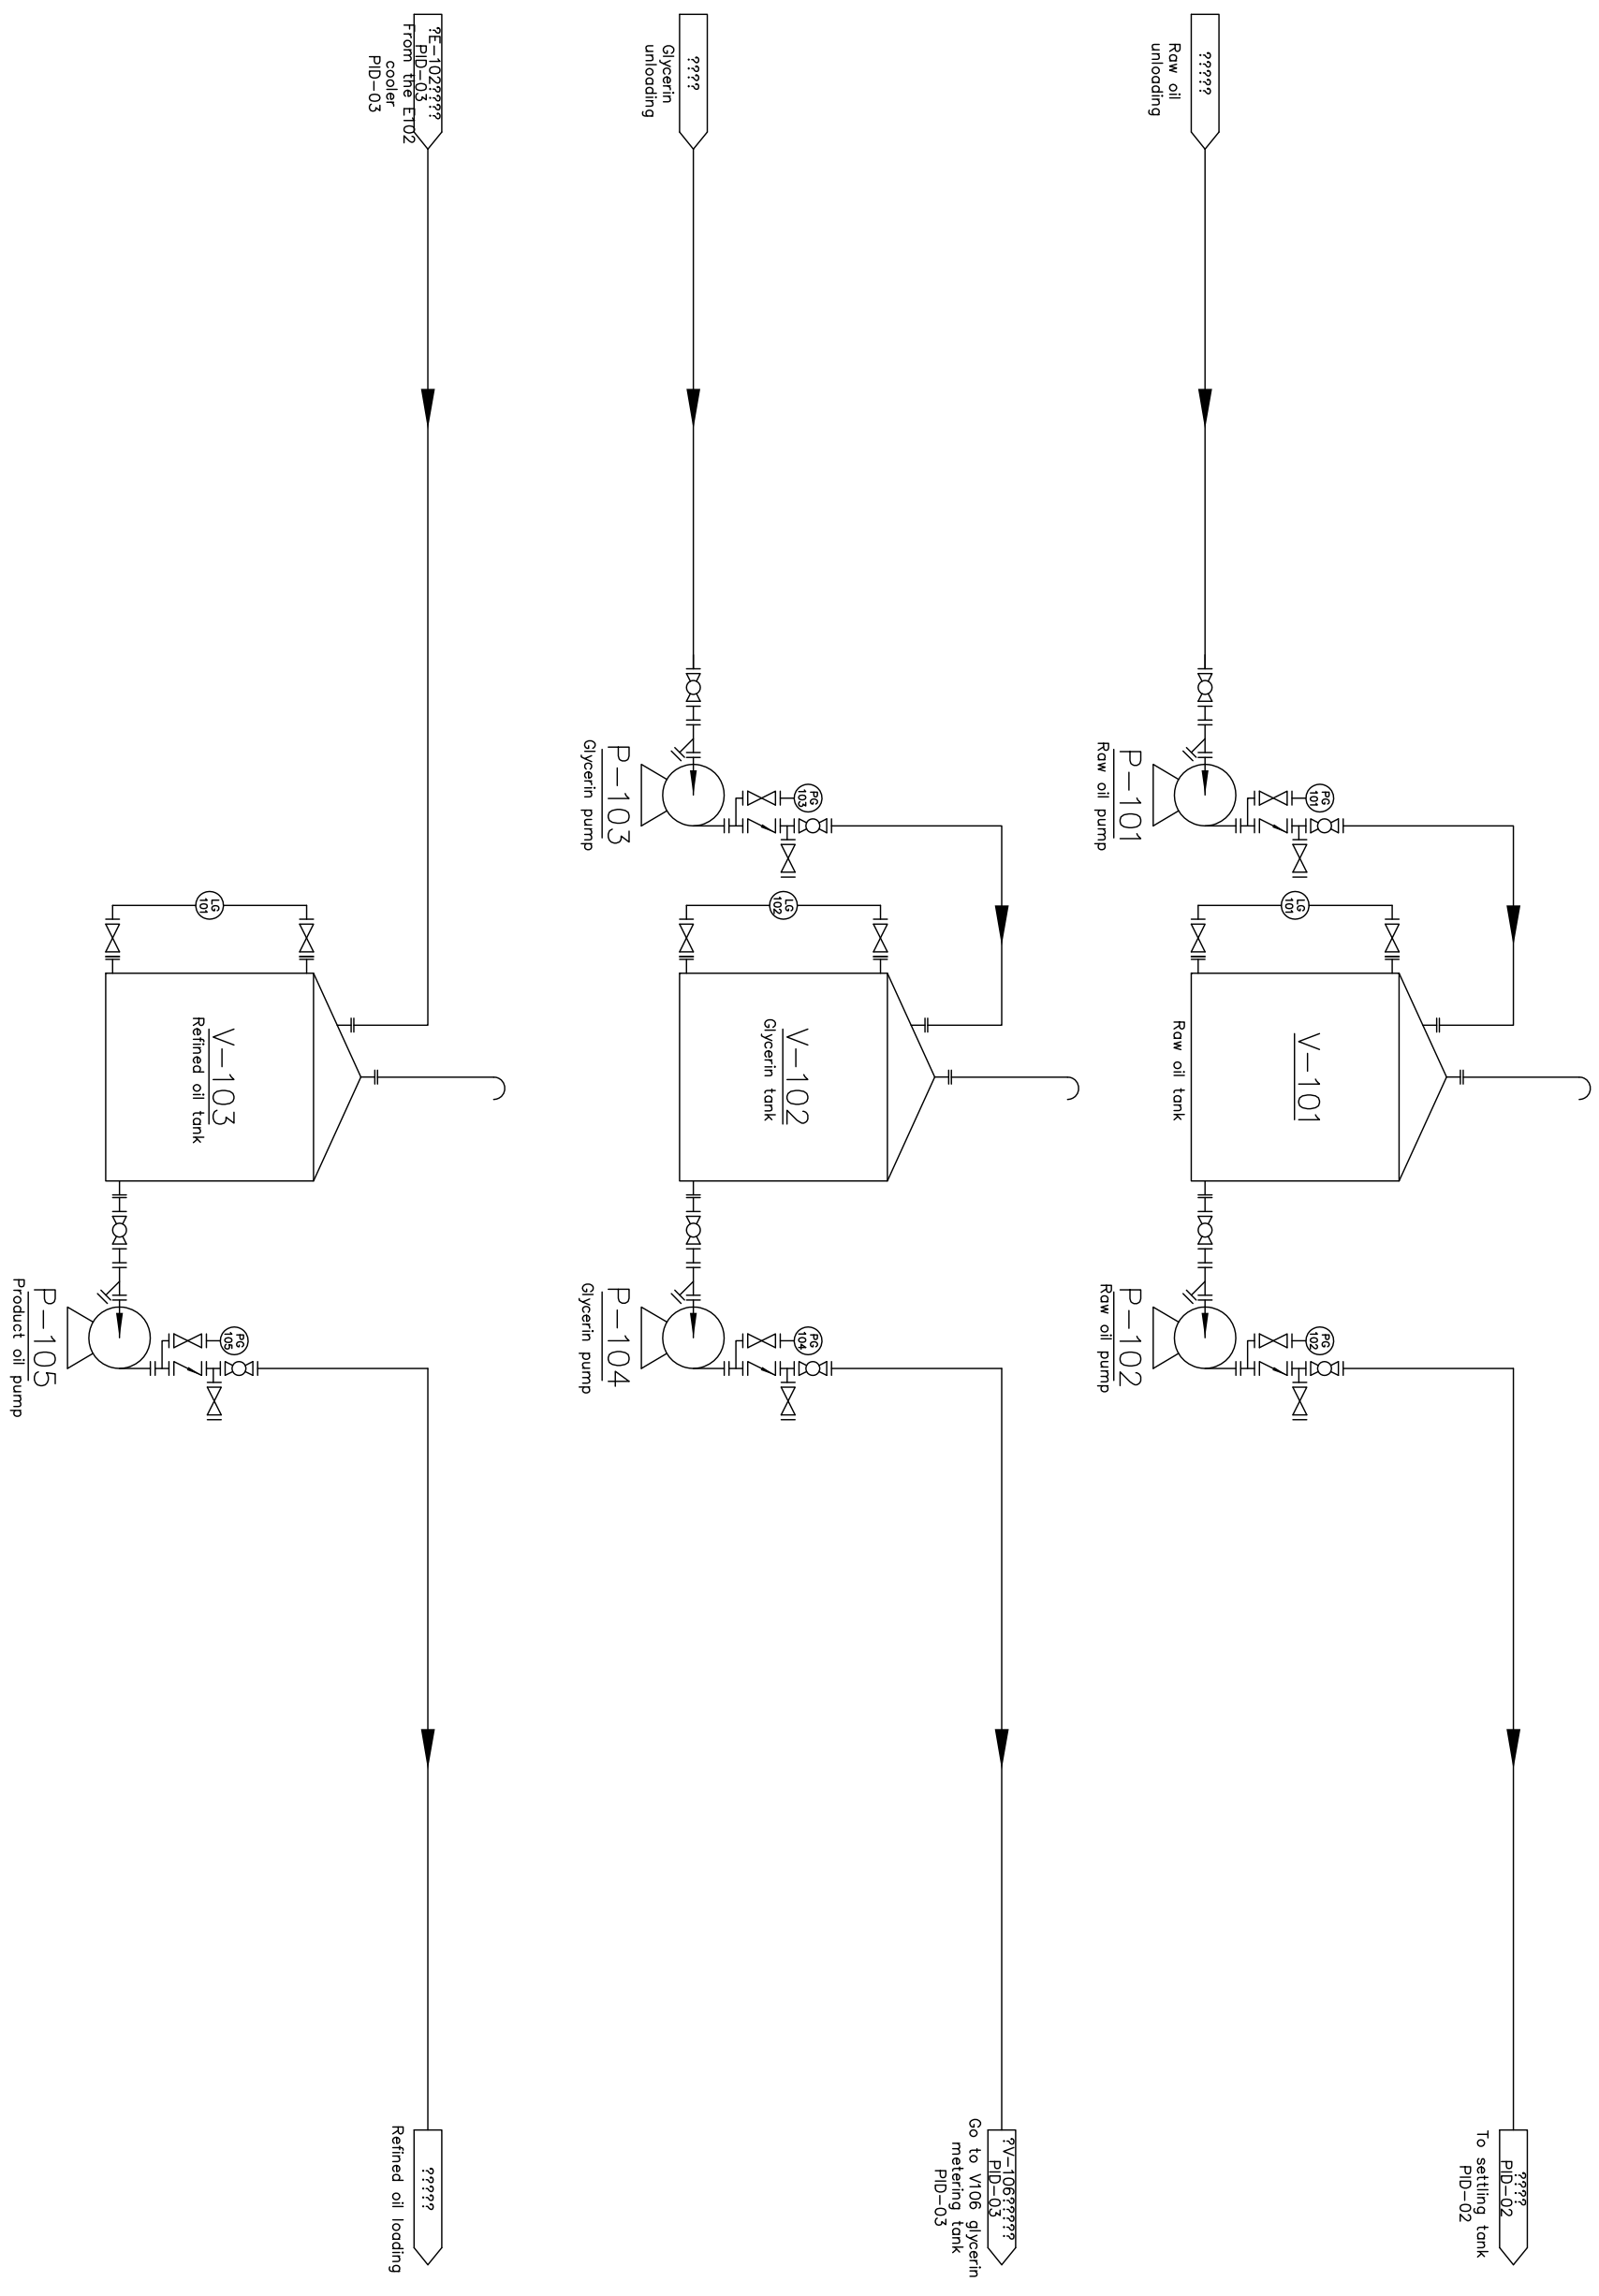 ?????
Raw oil
unloading
PG
101
P-101
Raw oil pump
LG
101
V-101
Raw oil tank
PG
102
P-102
Raw oil pump
????
PID-02
To settling tank
PID-02
????
Glycerin
unloading
PG
103
P-103
Glycerin pump
LG
102
V-102
Glycerin tank
PG
104
P-104
Glycerin pump
?V-106?????
PID-03
Go to V106 glycerin
metering tank
PID-03
?E-102????
PID-03
From the E102
cooler
PID-03
LG
101
V-103
Refined oil tank
PG
105
P-105
Product oil pump
?????
Refined oil loading